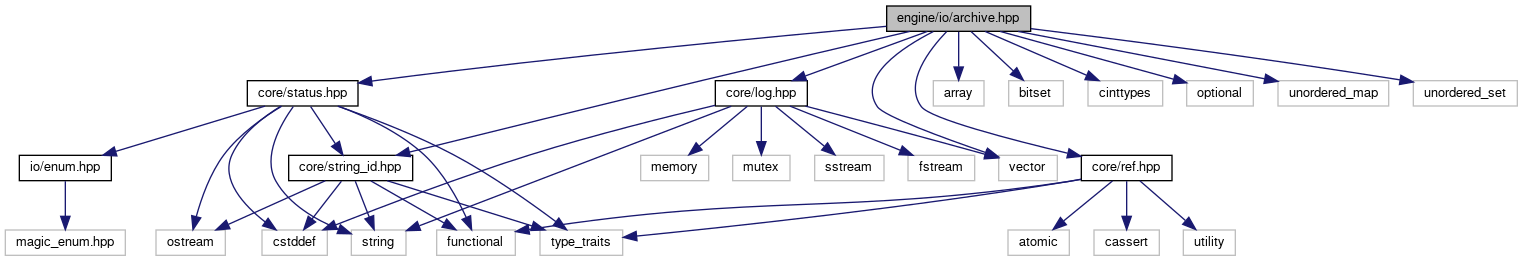 engine/io/archive.hpp
core/status.hpp
core/log.hpp
array
bitset
cinttypes
optional
unordered_map
unordered_set
io/enum.hpp
core/string_id.hpp
memory
mutex
sstream
fstream
vector
core/ref.hpp
magic_enum.hpp
ostream
cstddef
string
functional
type_traits
atomic
cassert
utility